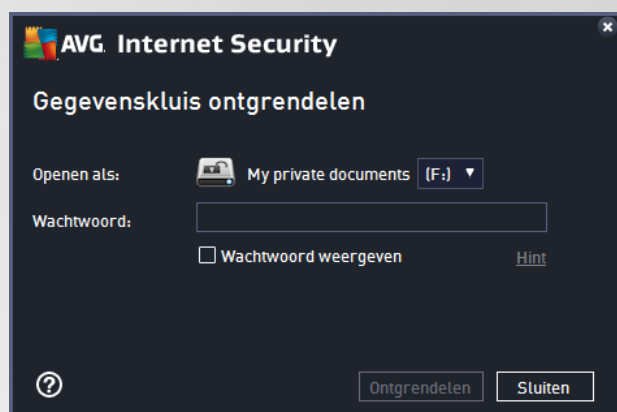 AVG. Internet Security
Gegevenskluis ontgrendelen
Openen als: My private documents (F:)
Wachtwoord:
Wachtwoord weergeven Hint
? Ontgrendelen Sluiten